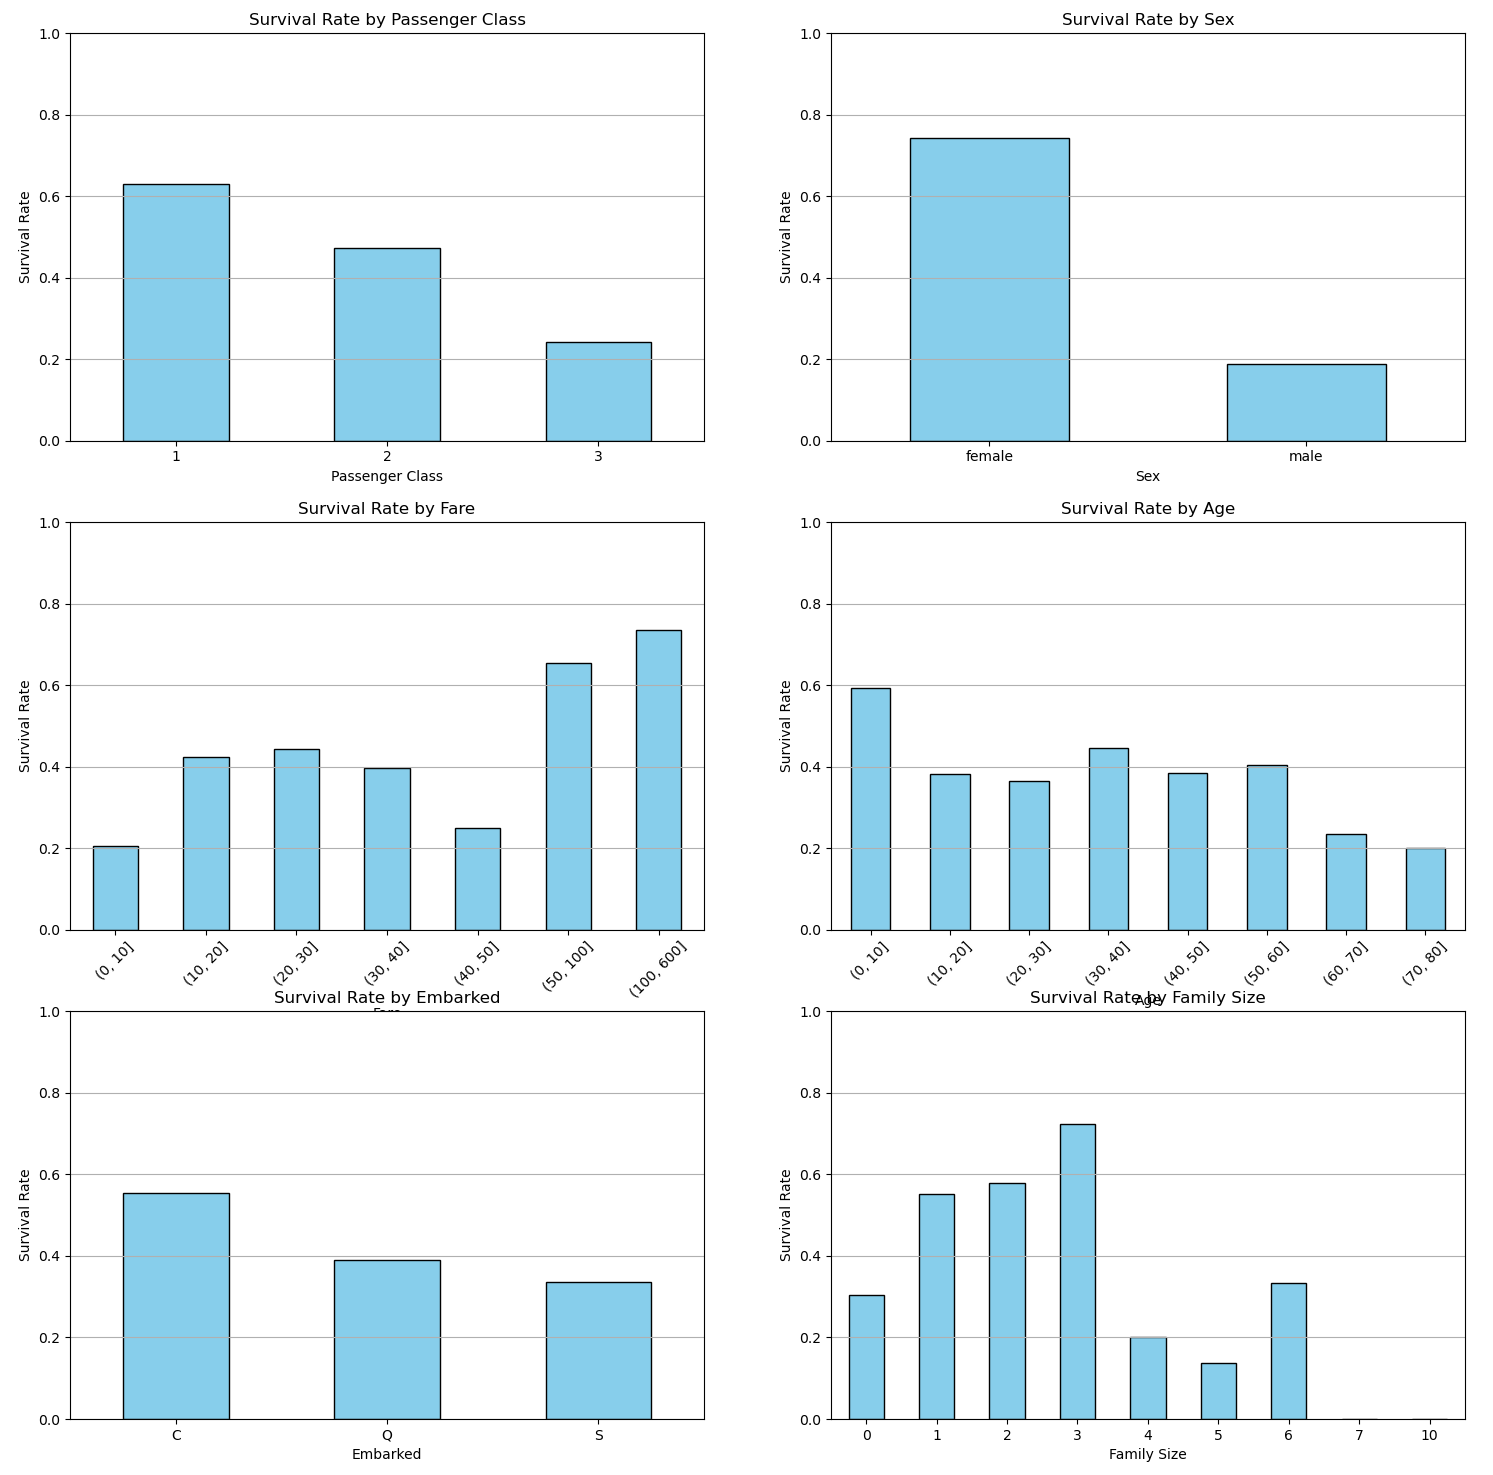 Survival Rate by Passenger Class
1.0
0.8
0.6
0.4
0.2
0.0
Survival Rate
1 2 3
Passenger Class
Survival Rate by Sex
1.0
0.8
0.6
0.4
0.2
0.0
Survival Rate
female male
Sex
Survival Rate by Fare
1.0
0.8
0.6
0.4
0.2
0.0
Survival Rate
(0, 10] (10, 20] (20, 30] (30, 40] (40, 50] (50, 100] (100, 600]
Survival Rate by Age
1.0
0.8
0.6
0.4
0.2
0.0
Survival Rate
(0, 10] (10, 20] (20, 30] (30, 40] (40, 50] (50, 60] (60, 70] (70, 80]
Age
Survival Rate by Embarked
Fare
1.0
0.8
0.6
0.4
0.2
0.0
Survival Rate
C Q S
Embarked
Survival Rate by Family Size
1.0
0.8
0.6
0.4
0.2
0.0
Survival Rate
0 1 2 3 4 5 6 7 10
Family Size